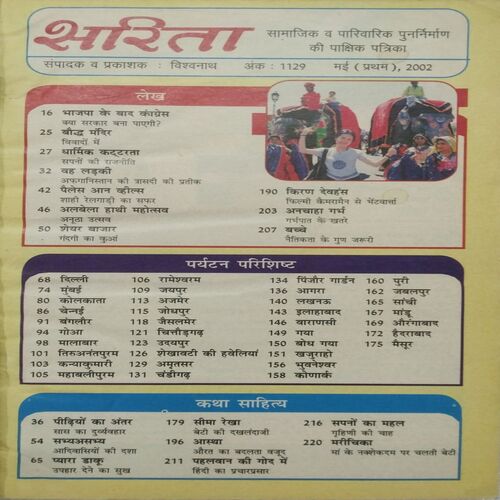 सरिता
सामाजिक व पारिवारिक पुनर्निर्माण
की पाक्षिक पत्रिका
संपादक व प्रकाशक : विश्वनाथ अंक : 1129 मई ( प्रथम ), 2002
लेख
16 भाजपा के बाद कांग्रेस
क्या सरकार बना पाएगी?
25 बौद्ध मंदिर
विवादों में
27 धार्मिक कट्टरता
सपनों की राजनीति
32 वह लड़की
अफगानिस्तान की त्रासदी की प्रतीक
42 पैलेस आन व्हील्स
शाही रेलगाड़ी का सफर
46 अलबेला हाथी महोत्सव
अनूठा उत्सव
50 शेयर बाजार
गंदगी का कुआं
190 किरण देवहंस
फिल्मी कैमरामैन से भेंटवार्त्ता
203 अनचाहा गर्भ
गर्भपात के खतरे
207 बच्चे
नैतिकता के गुण जरूरी
पर्यटन परिशिष्ट
68 दिल्ली
74 मुंबई
80 कोलकाता
86 चेन्नई
91 बंगलौर
94 गोआ
98 मालाबार
101 तिरुअनंतपुरम
103 कन्याकुमारी
105 महाबलीपुरम
106 रामेश्वरम
109 जयपुर
113 अजमेर
115 जोधपुर
118 जैसलमेर
121 चित्तौड़गढ़
123 उदयपुर
126 शेखावटी की हवेलियां
129 अमृतसर
131 चंडीगढ़
134 पिंजौर गार्डन
136 आगरा
140 लखनऊ
143 इलाहाबाद
146 वाराणसी
149 गया
150 बोध गया
151 खजुराहो
156 भुवनेश्वर
158 कोणार्क
160 पुरी
162 जबलपुर
165 सांची
167 मांडू
169 औरंगाबाद
172 हैदराबाद
175 मैसूर
कथा साहित्य
36 पीढ़ियों का अंतर
सास का दुर्व्यवहार
54 सभ्यअसभ्य
आदिवासियों की दशा
65 प्यारा डाकू
उपहार देने का सुख
179 सीमा रेखा
बेटी की दखलंदाजी
196 आस्था
औरत का बदलता वजूद
211 पहलवान की गोद में
हिंदी का प्रचारप्रसार
216 सपनों का महल
गृहिणी की चाह
220 मरीचिका
मां के नक्शेकदम पर चलती बेटी